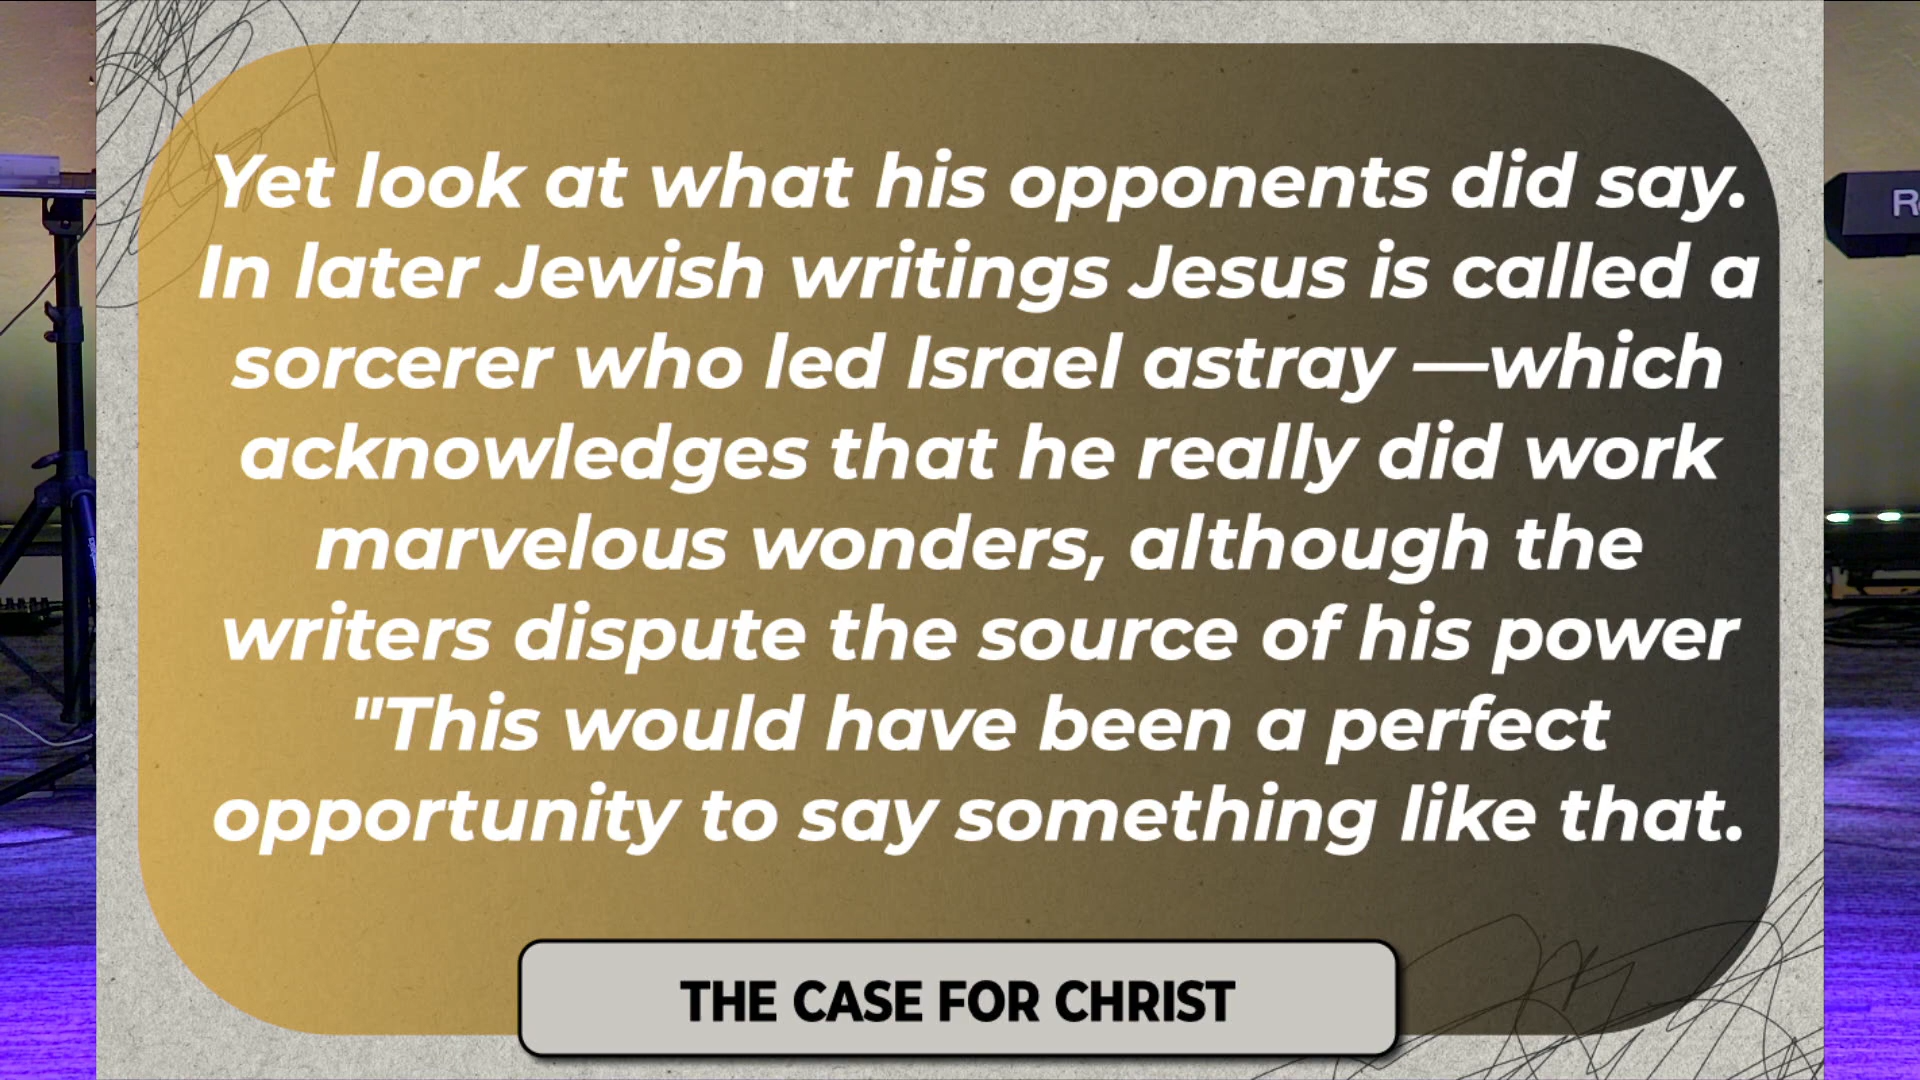 Yet look at what his opponents did say.
In later Jewish writings Jesus is called a
sorcerer who led Israel astray —which
acknowledges that he really did work
marvelous wonders, although the
writers dispute the source of his power
"This would have been a perfect
opportunity to say something like that.
THE CASE FOR CHRIST